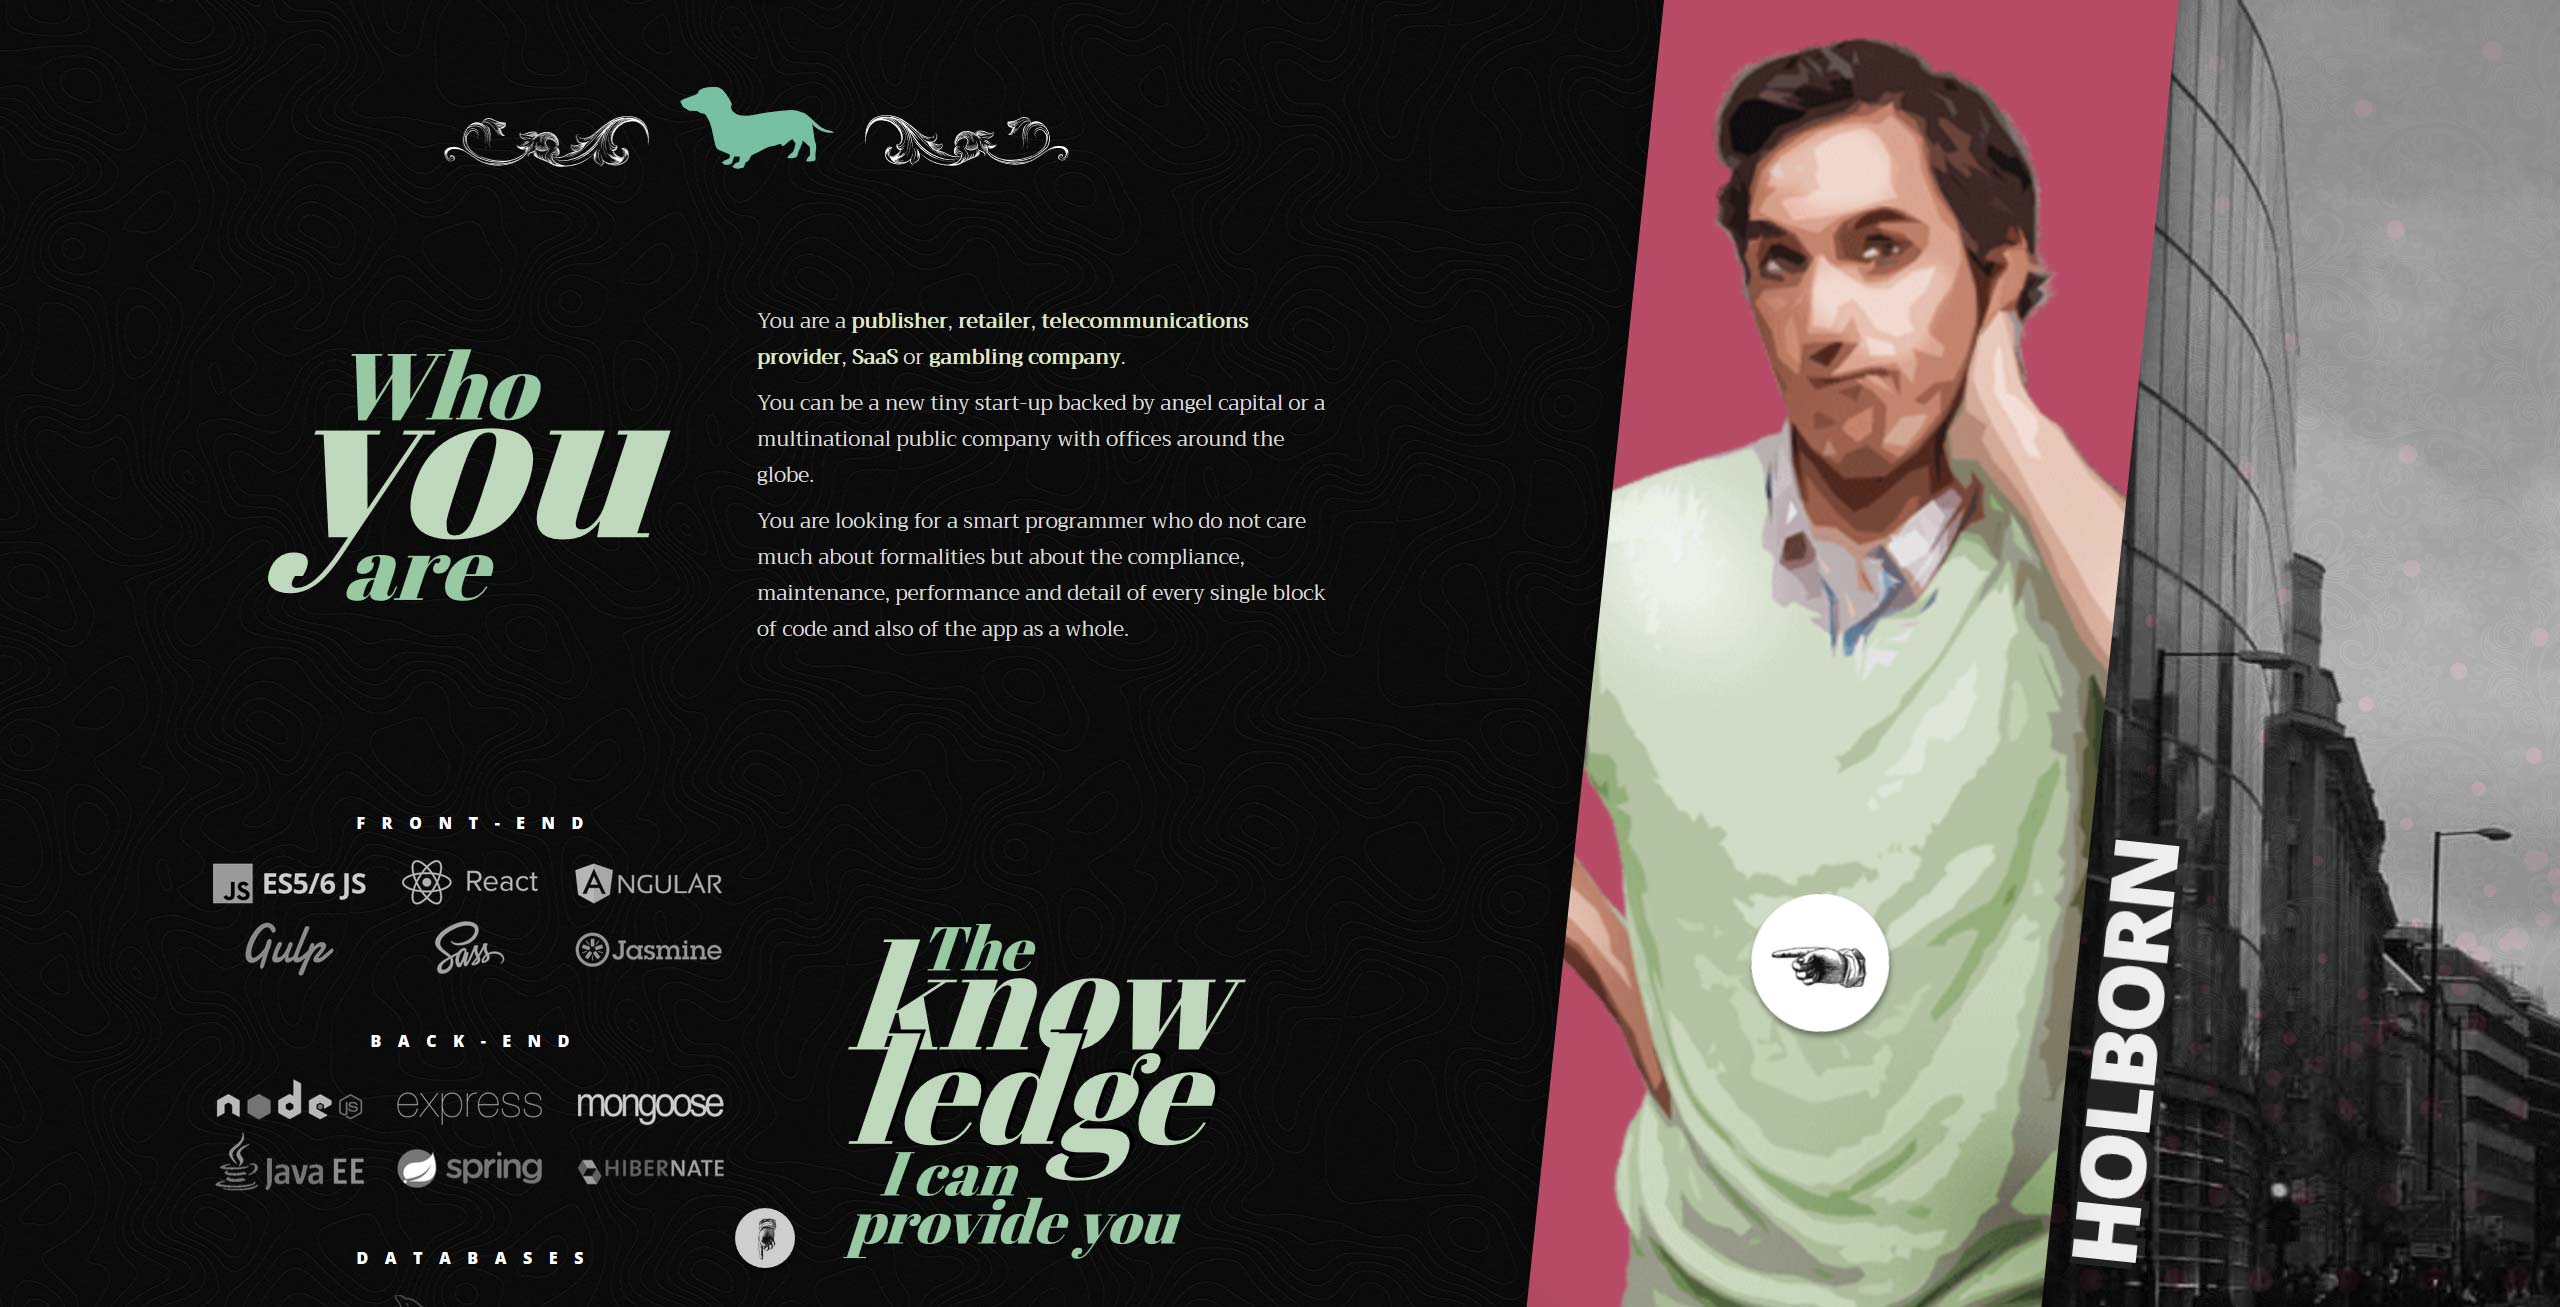 Who
you
are
You are a publisher, retailer, telecommunications
provider, SaaS or gambling company.
You can be a new tiny start-up backed by angel capital or a
multinational public company with offices around the
globe.
You are looking for a smart programmer who do not care
much about formalities but about the compliance,
maintenance, performance and detail of every single block
of code and also of the app as a whole.
FRONT-END
JS ES5/6 JS React ANGULAR
Gulp Sass Jasmine
BACK-END
node JS express mongoose
Java EE spring HIBERNATE
DATABASES
The
know
ledge
I can
provide you
HOLBORN